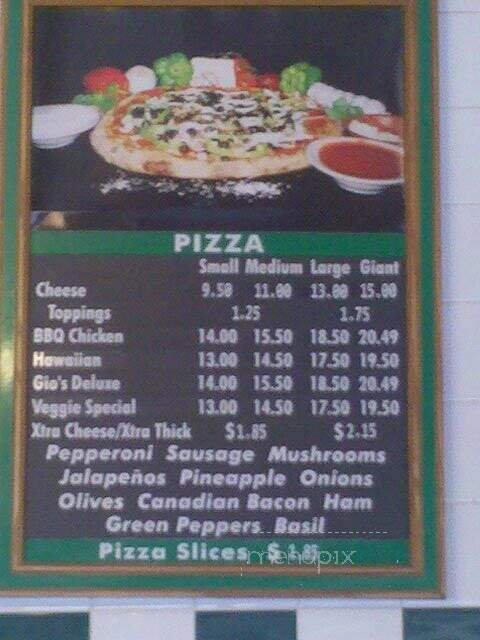 PIZZA
Small Medium Large Giant
Cheese 9.50 11.00 13.00 15.00
Toppings 1.25 1.75
BBQ Chicken 14.00 15.50 18.50 20.49
Hawaiian 13.00 14.50 17.50 19.50
Gio's Deluxe 14.00 15.50 18.50 20.49
Veggie Special 13.00 14.50 17.50 19.50
Xtra Cheese/Xtra Thick $1.85 $2.15
Pepperoni Sausage Mushrooms
Jalapeños Pineapple Onions
Olives Canadian Bacon Ham
Green Peppers Basil
Pizza Slices $
menupix